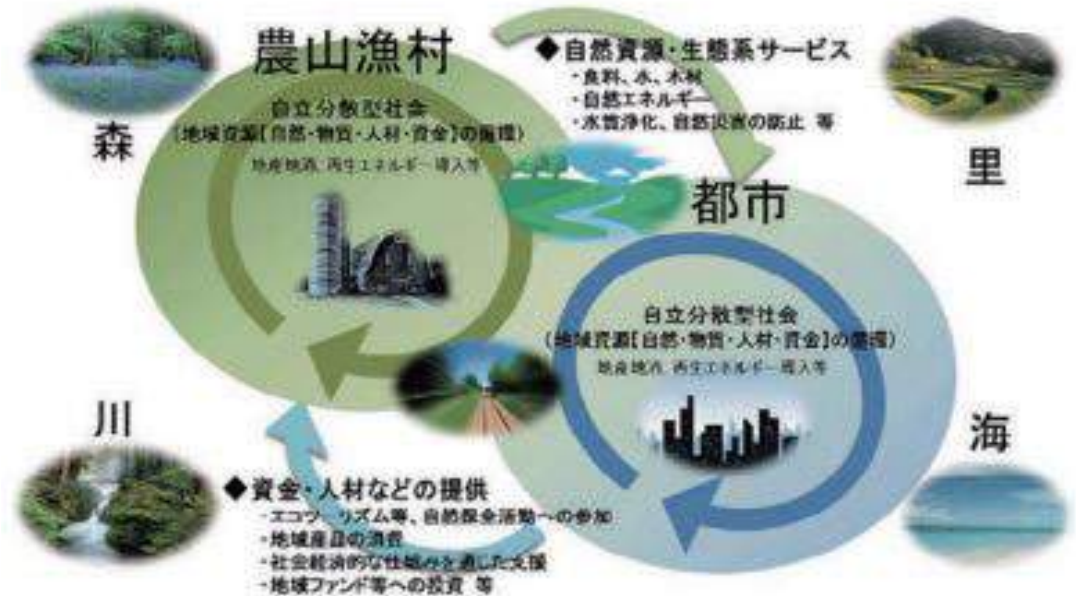 農山漁村
◆自然資源・生態系サービス
・食料、水、木材
・自然エネルギー
・水質浄化、自然災害の防止 等
森
里
自立分散型社会
(地域資源[自然・物質・人材・資金]の循環)
地産地消、再生エネルギー導入等
都市
自立分散型社会
(地域資源[自然・物質・人材・資金]の循環)
地産地消、再生エネルギー導入等
川
海
◆資金・人材などの提供
・エコツーリズム等、自然保全活動への参加
・地域産品の消費
・社会経済的な仕組みを通じた支援
・地域ファンド等への投資 等